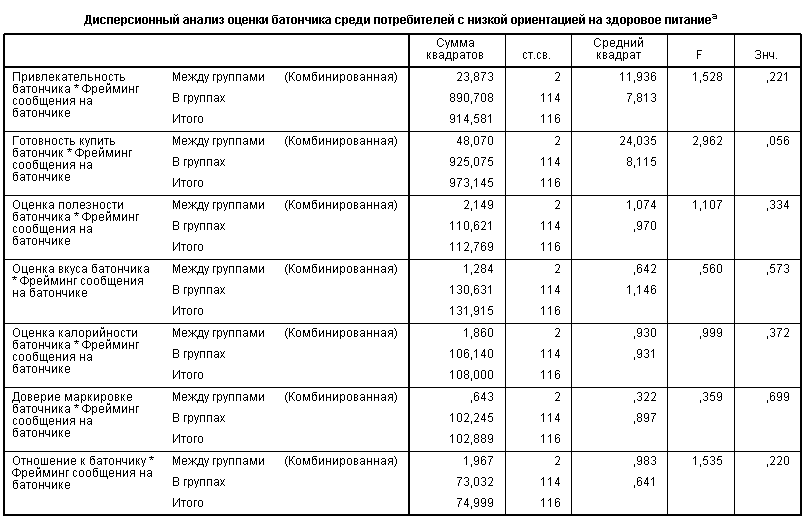 Дисперсионный анализ оценки батончика среди потребителей с низкой ориентацией на здоровое питание a
Сумма квадратов ст.св. Средний квадрат F Знч.
Привлекательность батончика * Фрейминг сообщения на батончике
Между группами (Комбинированная) 23,873 2 11,936 1,528 ,221
В группах 890,708 114 7,813
Итого 914,581 116
Готовность купить батончик * Фрейминг сообщения на батончике
Между группами (Комбинированная) 48,070 2 24,035 2,962 ,056
В группах 925,075 114 8,115
Итого 973,145 116
Оценка полезности батончика * Фрейминг сообщения на батончике
Между группами (Комбинированная) 2,149 2 1,074 1,107 ,334
В группах 110,621 114 ,970
Итого 112,769 116
Оценка вкуса батончика * Фрейминг сообщения на батончике
Между группами (Комбинированная) 1,284 2 ,642 ,560 ,573
В группах 130,631 114 1,146
Итого 131,915 116
Оценка калорийности батончика * Фрейминг сообщения на батончике
Между группами (Комбинированная) 1,860 2 ,930 ,999 ,372
В группах 106,140 114 ,931
Итого 108,000 116
Доверие маркировке баточника * Фрейминг сообщения на батончике
Между группами (Комбинированная) ,643 2 ,322 ,359 ,699
В группах 102,245 114 ,897
Итого 102,889 116
Отношение к батончику * Фрейминг сообщения на батончике
Между группами (Комбинированная) 1,967 2 ,983 1,535 ,220
В группах 73,032 114 ,641
Итого 74,999 116